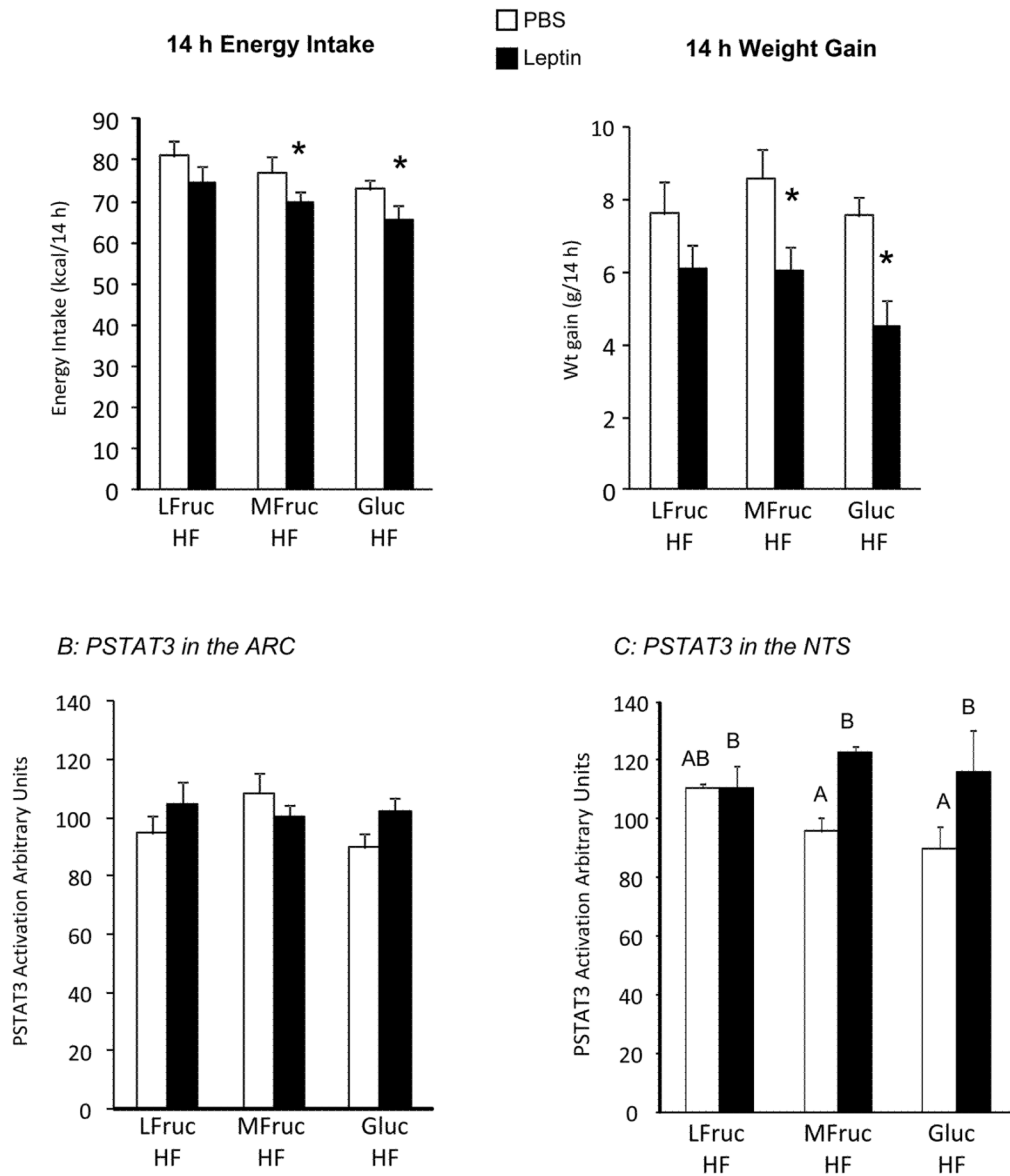 PBS
Leptin
14 h Energy Intake
14 h Weight Gain
Energy Intake (kcal/14 h)
90
80
70
60
50
40
30
20
10
0
*
*
LFruc HF
MFruc HF
Gluc HF
Wt gain (g/14 h)
10
8
6
4
2
0
*
*
LFruc HF
MFruc HF
Gluc HF
B: PSTAT3 in the ARC
PSTAT3 Activation Arbitrary Units
140
120
100
80
60
40
20
0
LFruc HF
MFruc HF
Gluc HF
C: PSTAT3 in the NTS
PSTAT3 Activation Arbitrary Units
140
120
100
80
60
40
20
0
AB
B
A
B
A
B
LFruc HF
MFruc HF
Gluc HF